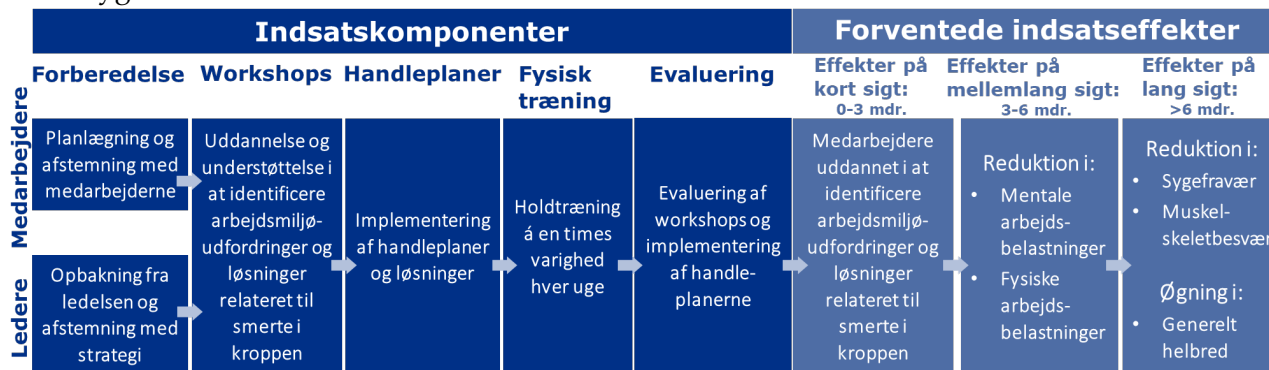 Indsatskomponenter
Forventede indsatseffekter
Forberedelse
Workshops
Handleplaner
Fysisk
træning
Evaluering
Effekter på
kort sigt:
0-3 mdr.
Effekter på
mellemlang sigt:
3-6 mdr.
Effekter på
lang sigt:
>6 mdr.
Medarbejdere
Planlægning og
afstemning med
medarbejderne
Ledere
Opbakning fra
ledelsen og
afstemning med
strategi
Uddannelse og
understøttelse i
at identificere
arbejdsmiljø-
udfordringer og
løsninger
relateret til
smerte i
kroppen
Implementering
af handleplaner
og løsninger
Holdtræning
á en times
varighed
hver uge
Evaluering af
workshops og
implementering
af handle-
planerne
Medarbejdere
uddannet i at
identificere
arbejdsmiljø-
udfordringer og
løsninger
relateret til
smerte i
kroppen
Reduktion i:
• Mentale
arbejds-
belastninger
• Fysiske
arbejds-
belastninger
Reduktion i:
• Sygefravær
• Muskel-
skeletbesvær
Øgning i:
• Generelt
helbred